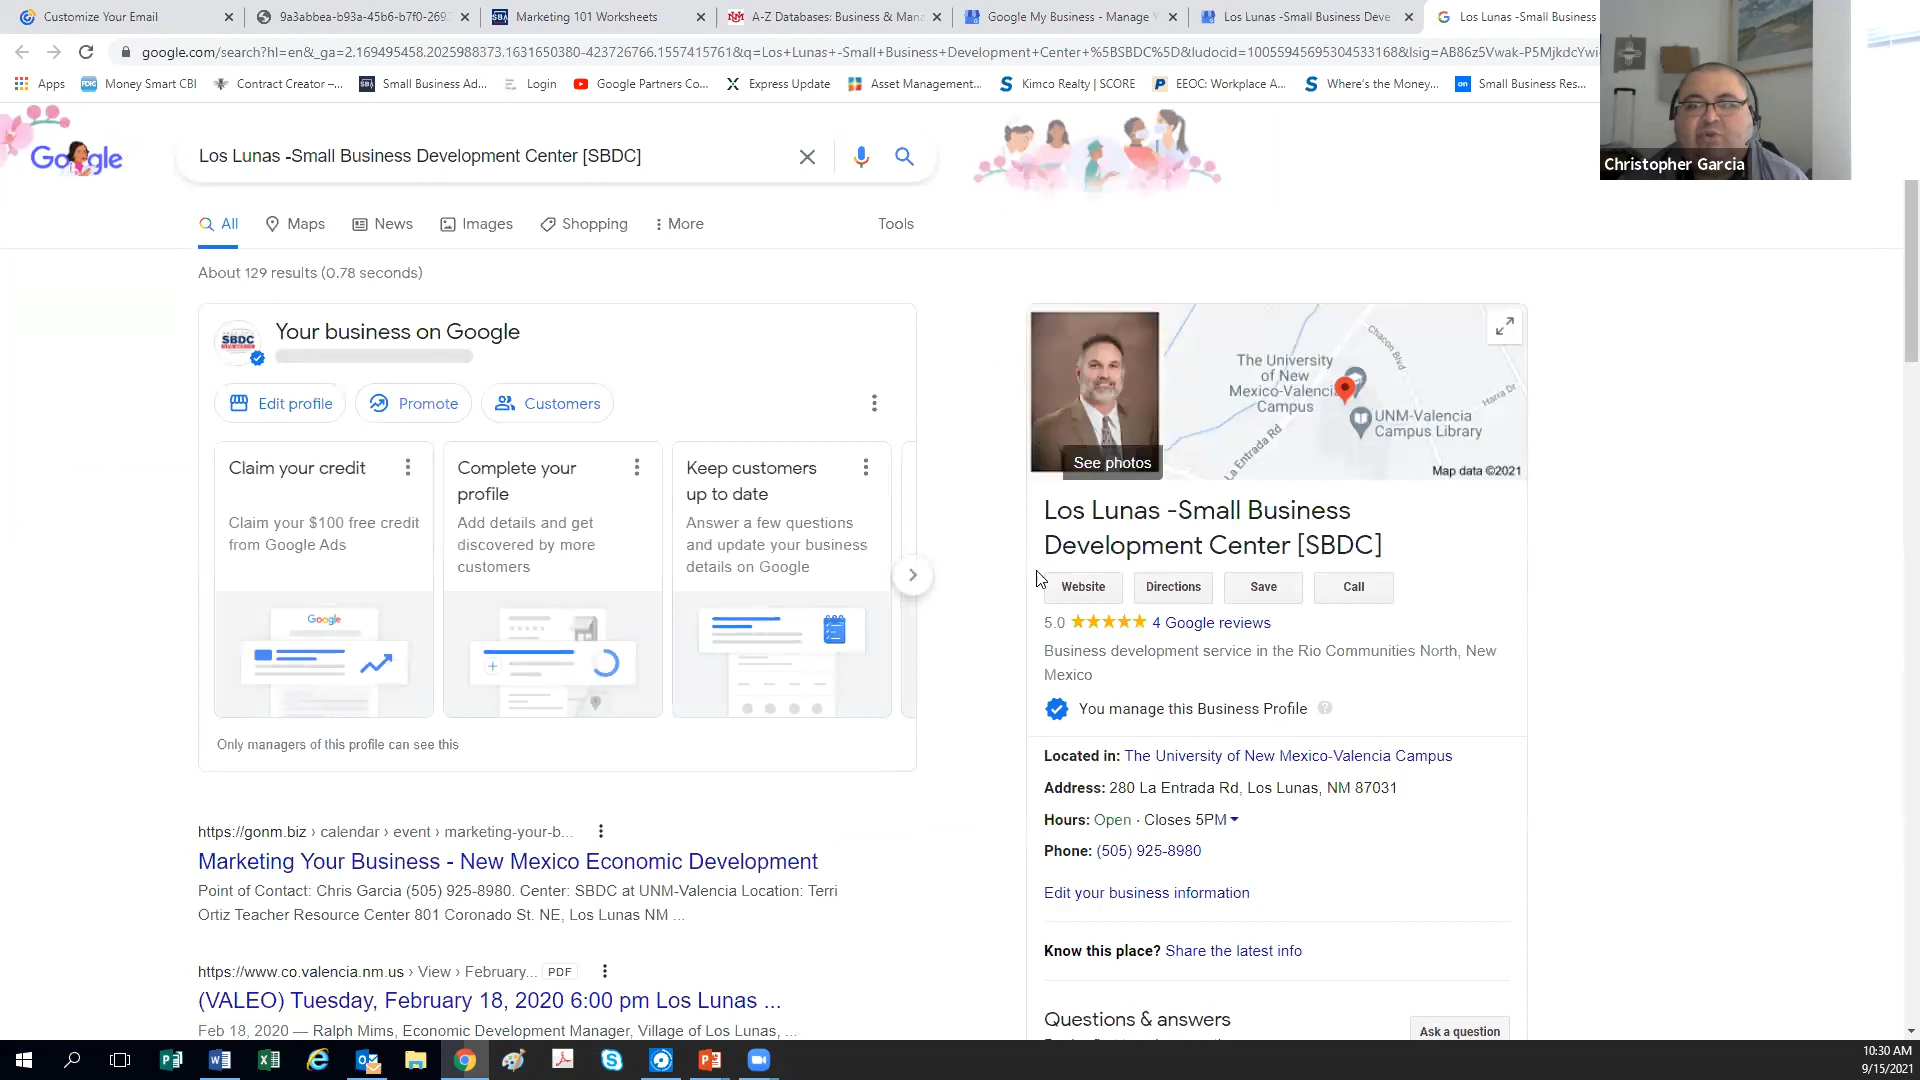 Customize Your Email
9a3abbea-b93a-45b6-b7f0-269
Marketing 101 Worksheets
A-Z Databases: Business & Mana
Google My Business - Manage Y
Los Lunas -Small Business Deve
Los Lunas -Small Business
google.com/search?hl=en&_ga=2.169495458.2025988373.1631650380-423726766.1557415761&q=Los+Lunas+-Small+Business+Development+Center+%5BSBDC%5D&ludocid=10055945695304533168&lsig=AB86z5Vwak-P5MjkdcYwi-
Apps
Money Smart CBI
Contract Creator –...
Small Business Ad...
Login
Google Partners Co...
Express Update
Asset Management...
Kimco Realty | SCORE
EEOC: Workplace A...
Where's the Money...
Small Business Res...
Christopher Garcia
Google
Los Lunas -Small Business Development Center [SBDC]
All
Maps
News
Images
Shopping
More
Tools
About 129 results (0.78 seconds)
SBDC
Your business on Google
Edit profile
Promote
Customers
Claim your credit
Claim your $100 free credit
from Google Ads
Google
Complete your
profile
Add details and get
discovered by more
customers
Keep customers
up to date
Answer a few questions
and update your business
details on Google
Only managers of this profile can see this
https://gonm.biz › calendar › event › marketing-your-b...
Marketing Your Business - New Mexico Economic Development
Point of Contact: Chris Garcia (505) 925-8980. Center: SBDC at UNM-Valencia Location: Terri
Ortiz Teacher Resource Center 801 Coronado St. NE, Los Lunas NM ...
https://www.co.valencia.nm.us › View › February... PDF
(VALEO) Tuesday, February 18, 2020 6:00 pm Los Lunas ...
Feb 18, 2020 — Ralph Mims, Economic Development Manager, Village of Los Lunas, ...
See photos
The University
of New
Mexico-Valencia
Campus
Chacon Blvd
Harra Dr
UNM-Valencia
Campus Library
La Entrada Rd
Map data ©2021
Los Lunas -Small Business
Development Center [SBDC]
Website
Directions
Save
Call
5.0 4 Google reviews
Business development service in the Rio Communities North, New
Mexico
You manage this Business Profile
Located in: The University of New Mexico-Valencia Campus
Address: 280 La Entrada Rd, Los Lunas, NM 87031
Hours: Open · Closes 5PM
Phone: (505) 925-8980
Edit your business information
Know this place? Share the latest info
Questions & answers
Ask a question
10:30 AM
9/15/2021